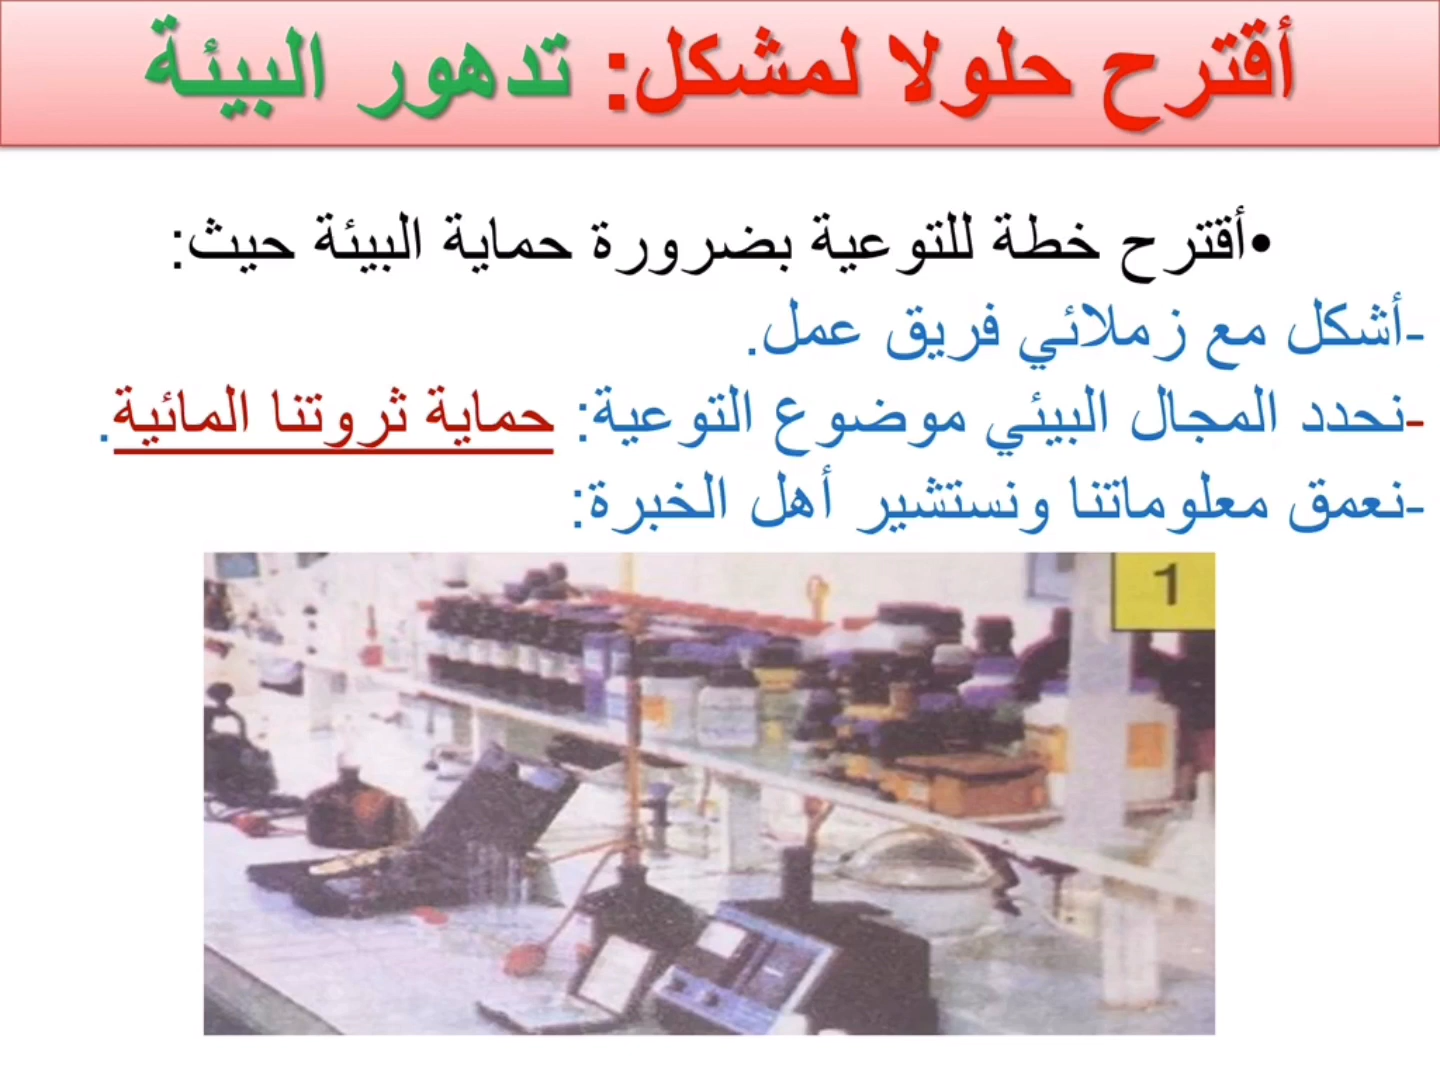 أقترح حلولا لمشكل: تدهور البيئة
•أقترح خطة للتوعية بضرورة حماية البيئة حيث:
-أشكل مع زملائي فريق عمل.
-نحدد المجال البيئي موضوع التوعية: حماية ثروتنا المائية.
-نعمق معلوماتنا ونستشير أهل الخبرة:
1